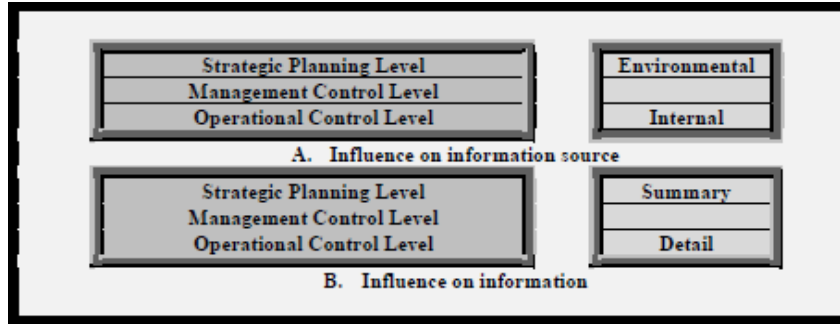 Strategic Planning Level Environmental
Management Control Level
Operational Control Level Internal
A. Influence on information source
Strategic Planning Level Summary
Management Control Level
Operational Control Level Detail
B. Influence on information